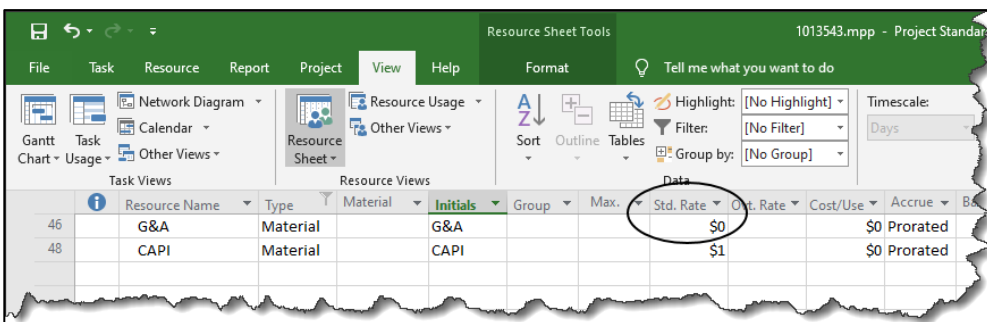 Resource Sheet Tools 1013543.mpp - Project Standar
File Task Resource Report Project View Help Format Tell me what you want to do
Network Diagram Resource Usage Highlight: [No Highlight] Timescale:
Calendar Other Views Filter: [No Filter] Days
Gantt Chart Task Usage Other Views Resource Sheet Sort Outline Tables Group by: [No Group]
Task Views Resource Views Data
Resource Name Type Material Initials Group Max. Std. Rate Ovt. Rate Cost/Use Accrue Ba
46 G&A Material G&A $0 $0 Prorated
48 CAPI Material CAPI $1 $0 Prorated